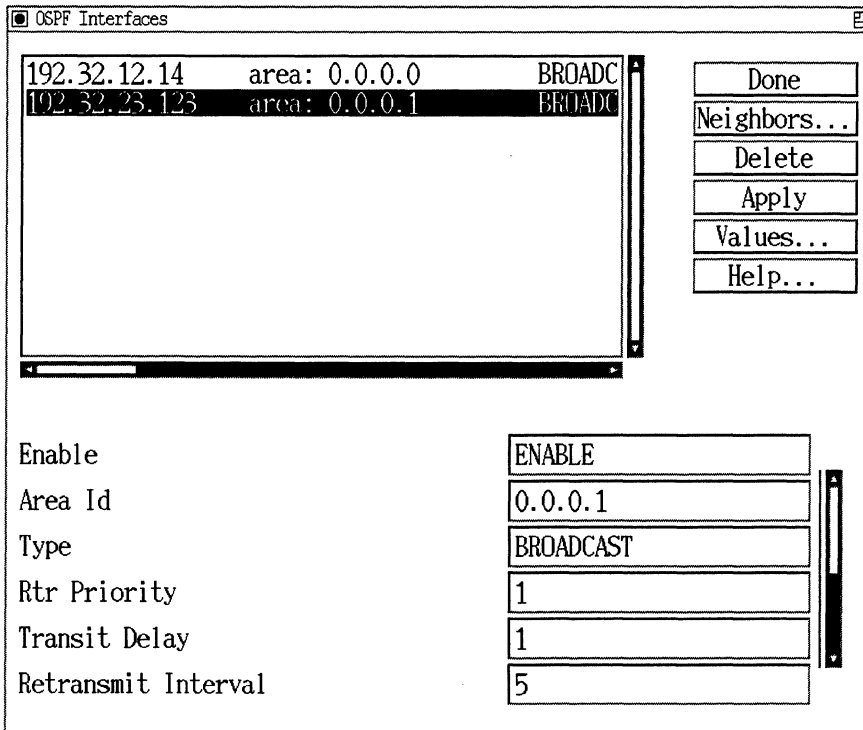 OSPF Interfaces
192.32.12.14 area: 0.0.0.0 BROADC
192.32.23.123 area: 0.0.0.1 BROADC
Done
Neighbors...
Delete
Apply
Values...
Help...
Enable ENABLE
Area Id 0.0.0.1
Type BROADCAST
Rtr Priority 1
Transit Delay 1
Retransmit Interval 5